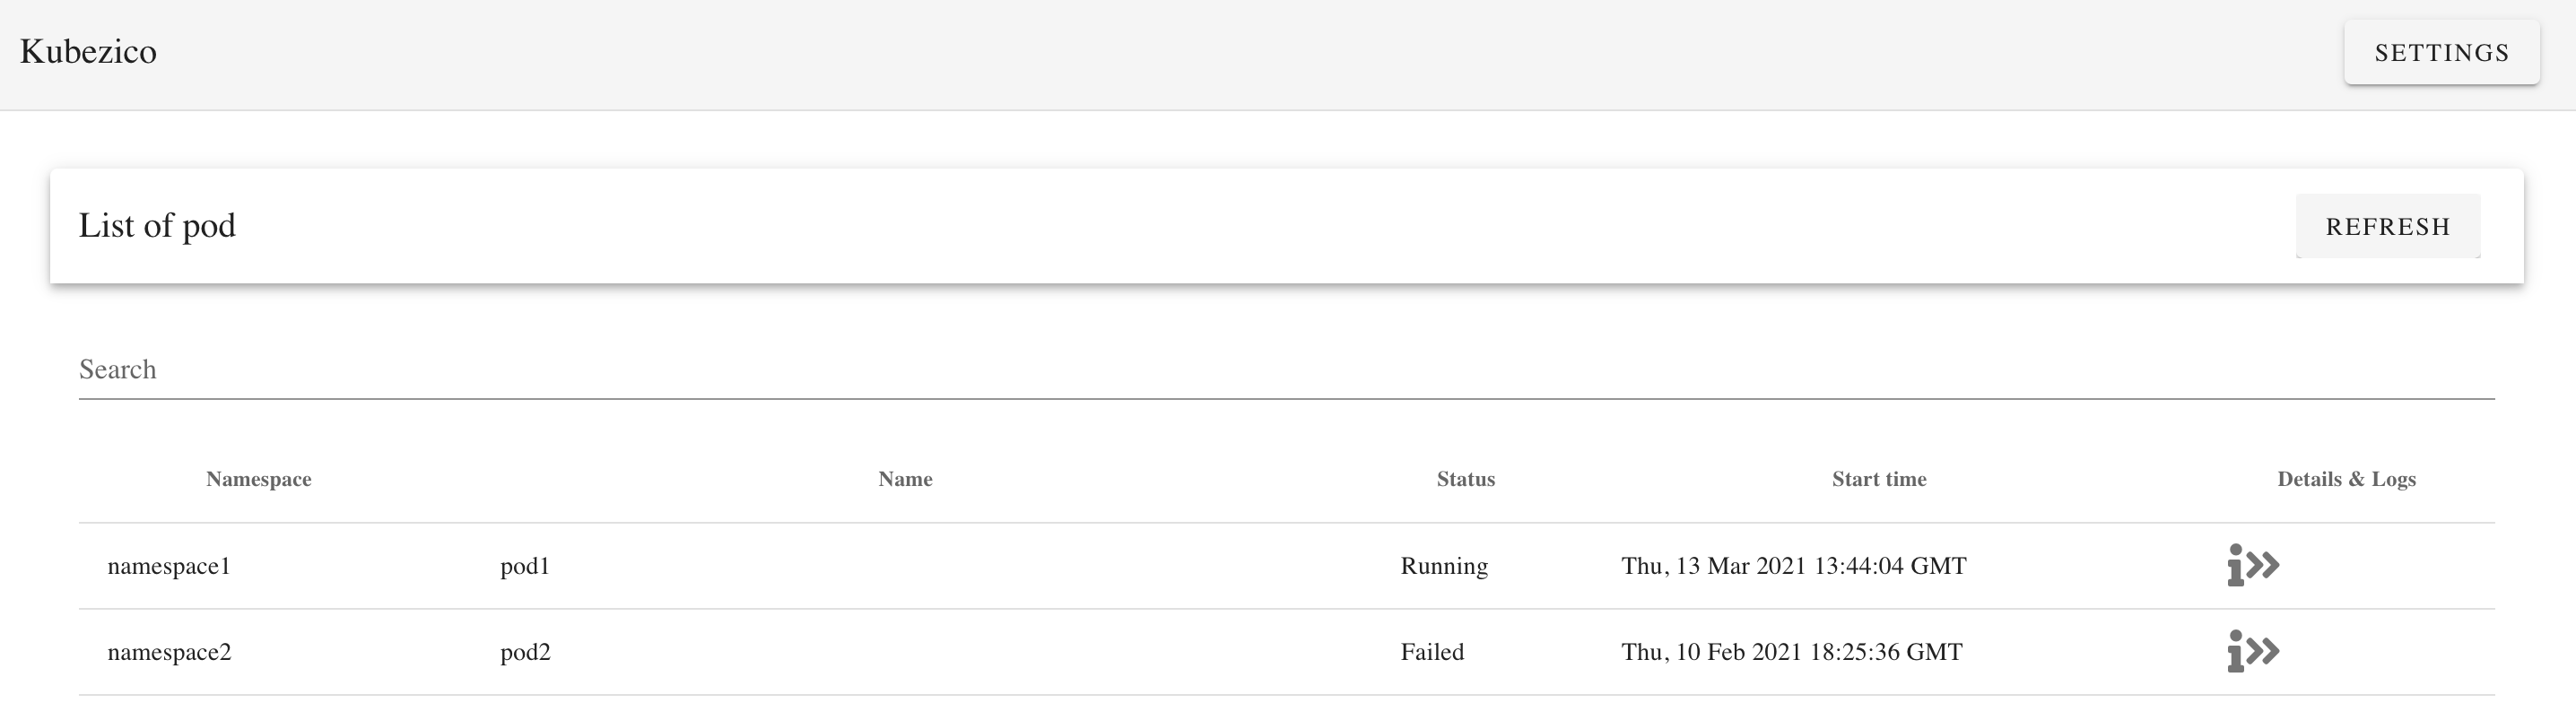 Kubezico
SETTINGS
List of pod
REFRESH
Search
Namespace Name Status Start time Details & Logs
namespace1 pod1 Running Thu, 13 Mar 2021 13:44:04 GMT
namespace2 pod2 Failed Thu, 10 Feb 2021 18:25:36 GMT